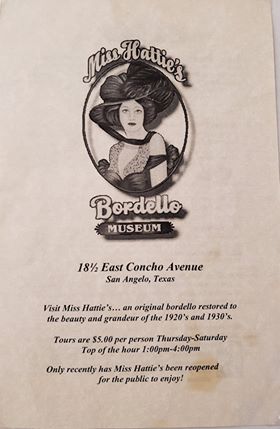 Miss Hattie's
Bordello
MUSEUM
18½ East Concho Avenue
San Angelo, Texas
Visit Miss Hattie's… an original bordello restored to
the beauty and grandeur of the 1920's and 1930's.
Tours are $5.00 per person Thursday-Saturday
Top of the hour 1:00pm-4:00pm
Only recently has Miss Hattie's been reopened
for the public to enjoy!